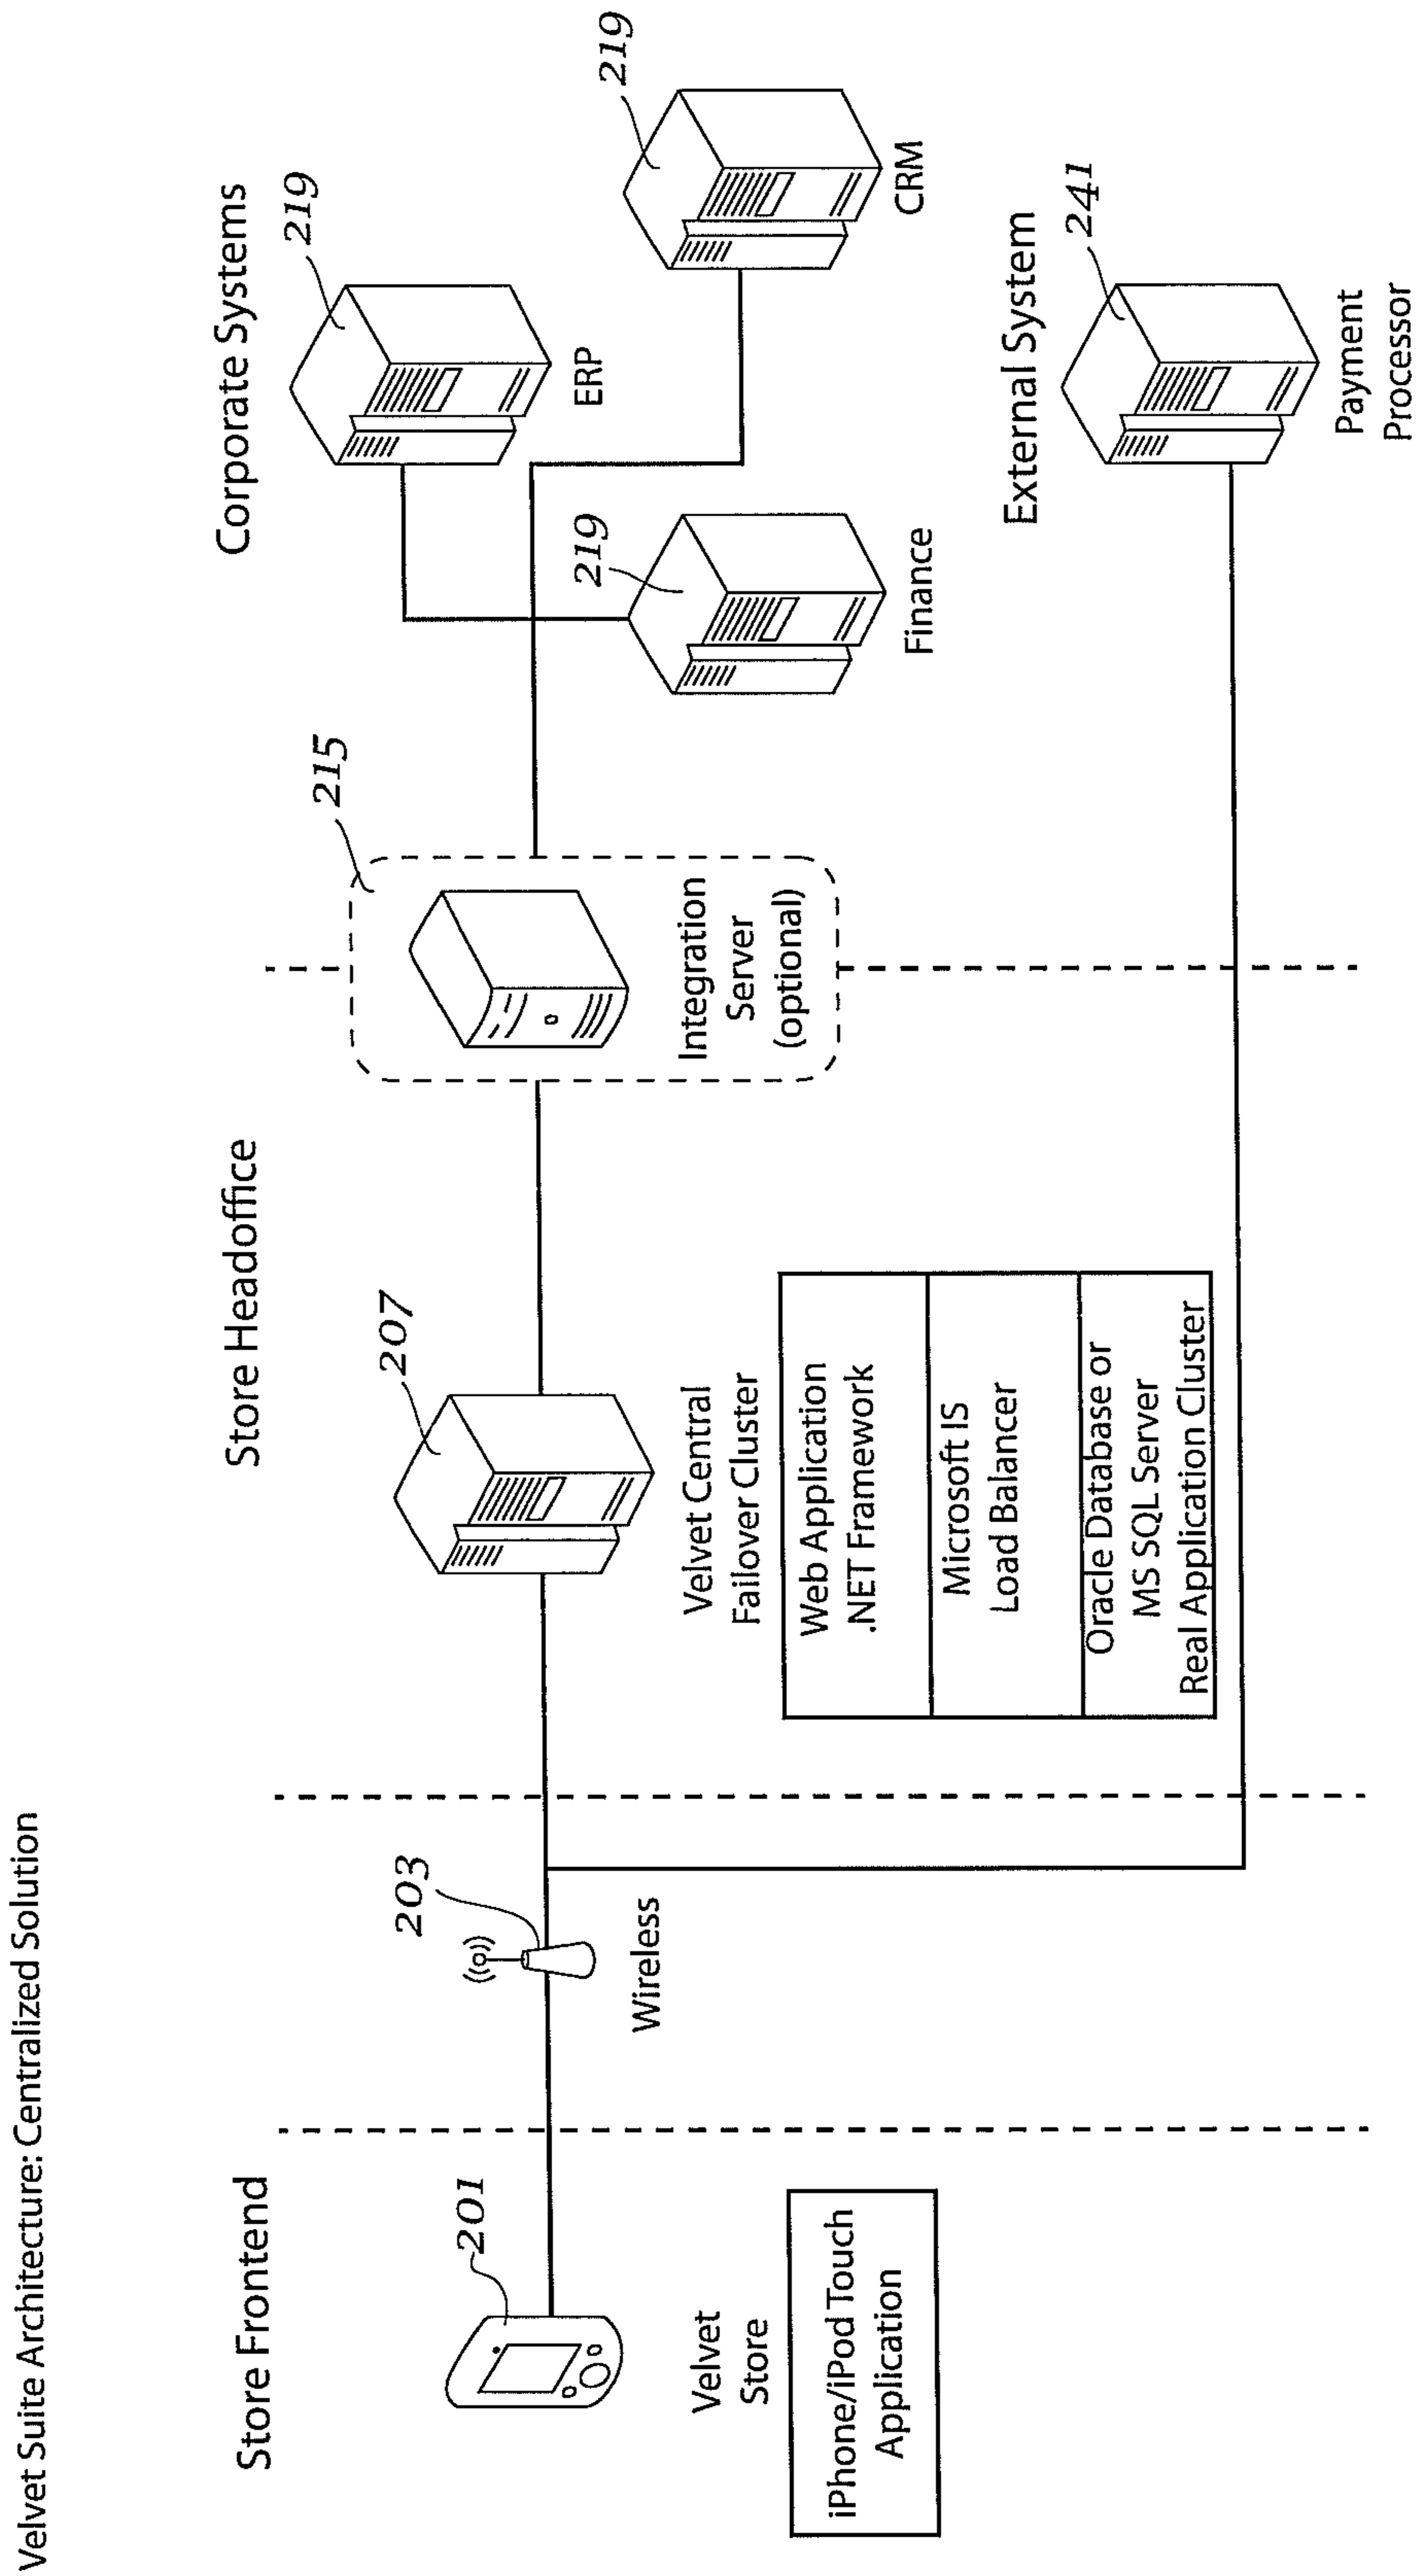 Velvet Suite Architecture: Centralized Solution
Store Frontend
201
Velvet
Store
iPhone/iPod Touch
Application
203
Wireless
Store Headoffice
207
Velvet Central
Failover Cluster
Web Application
.NET Framework
Microsoft IS
Load Balancer
Oracle Database or
MS SQL Server
Real Application Cluster
215
Integration
Server
(optional)
Corporate Systems
219
ERP
219
Finance
219
CRM
External System
241
Payment
Processor